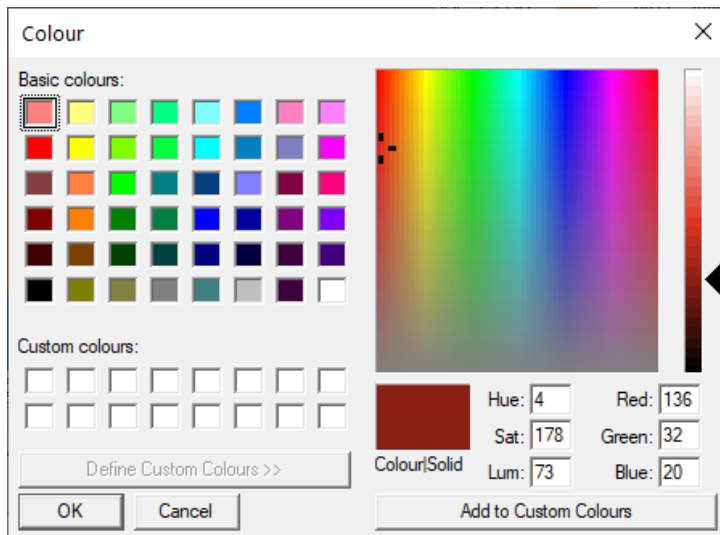 Colour
Basic colours:
Custom colours:
Define Custom Colours >>
OK Cancel
Colour|Solid
Hue: 4 Red: 136
Sat: 178 Green: 32
Lum: 73 Blue: 20
Add to Custom Colours